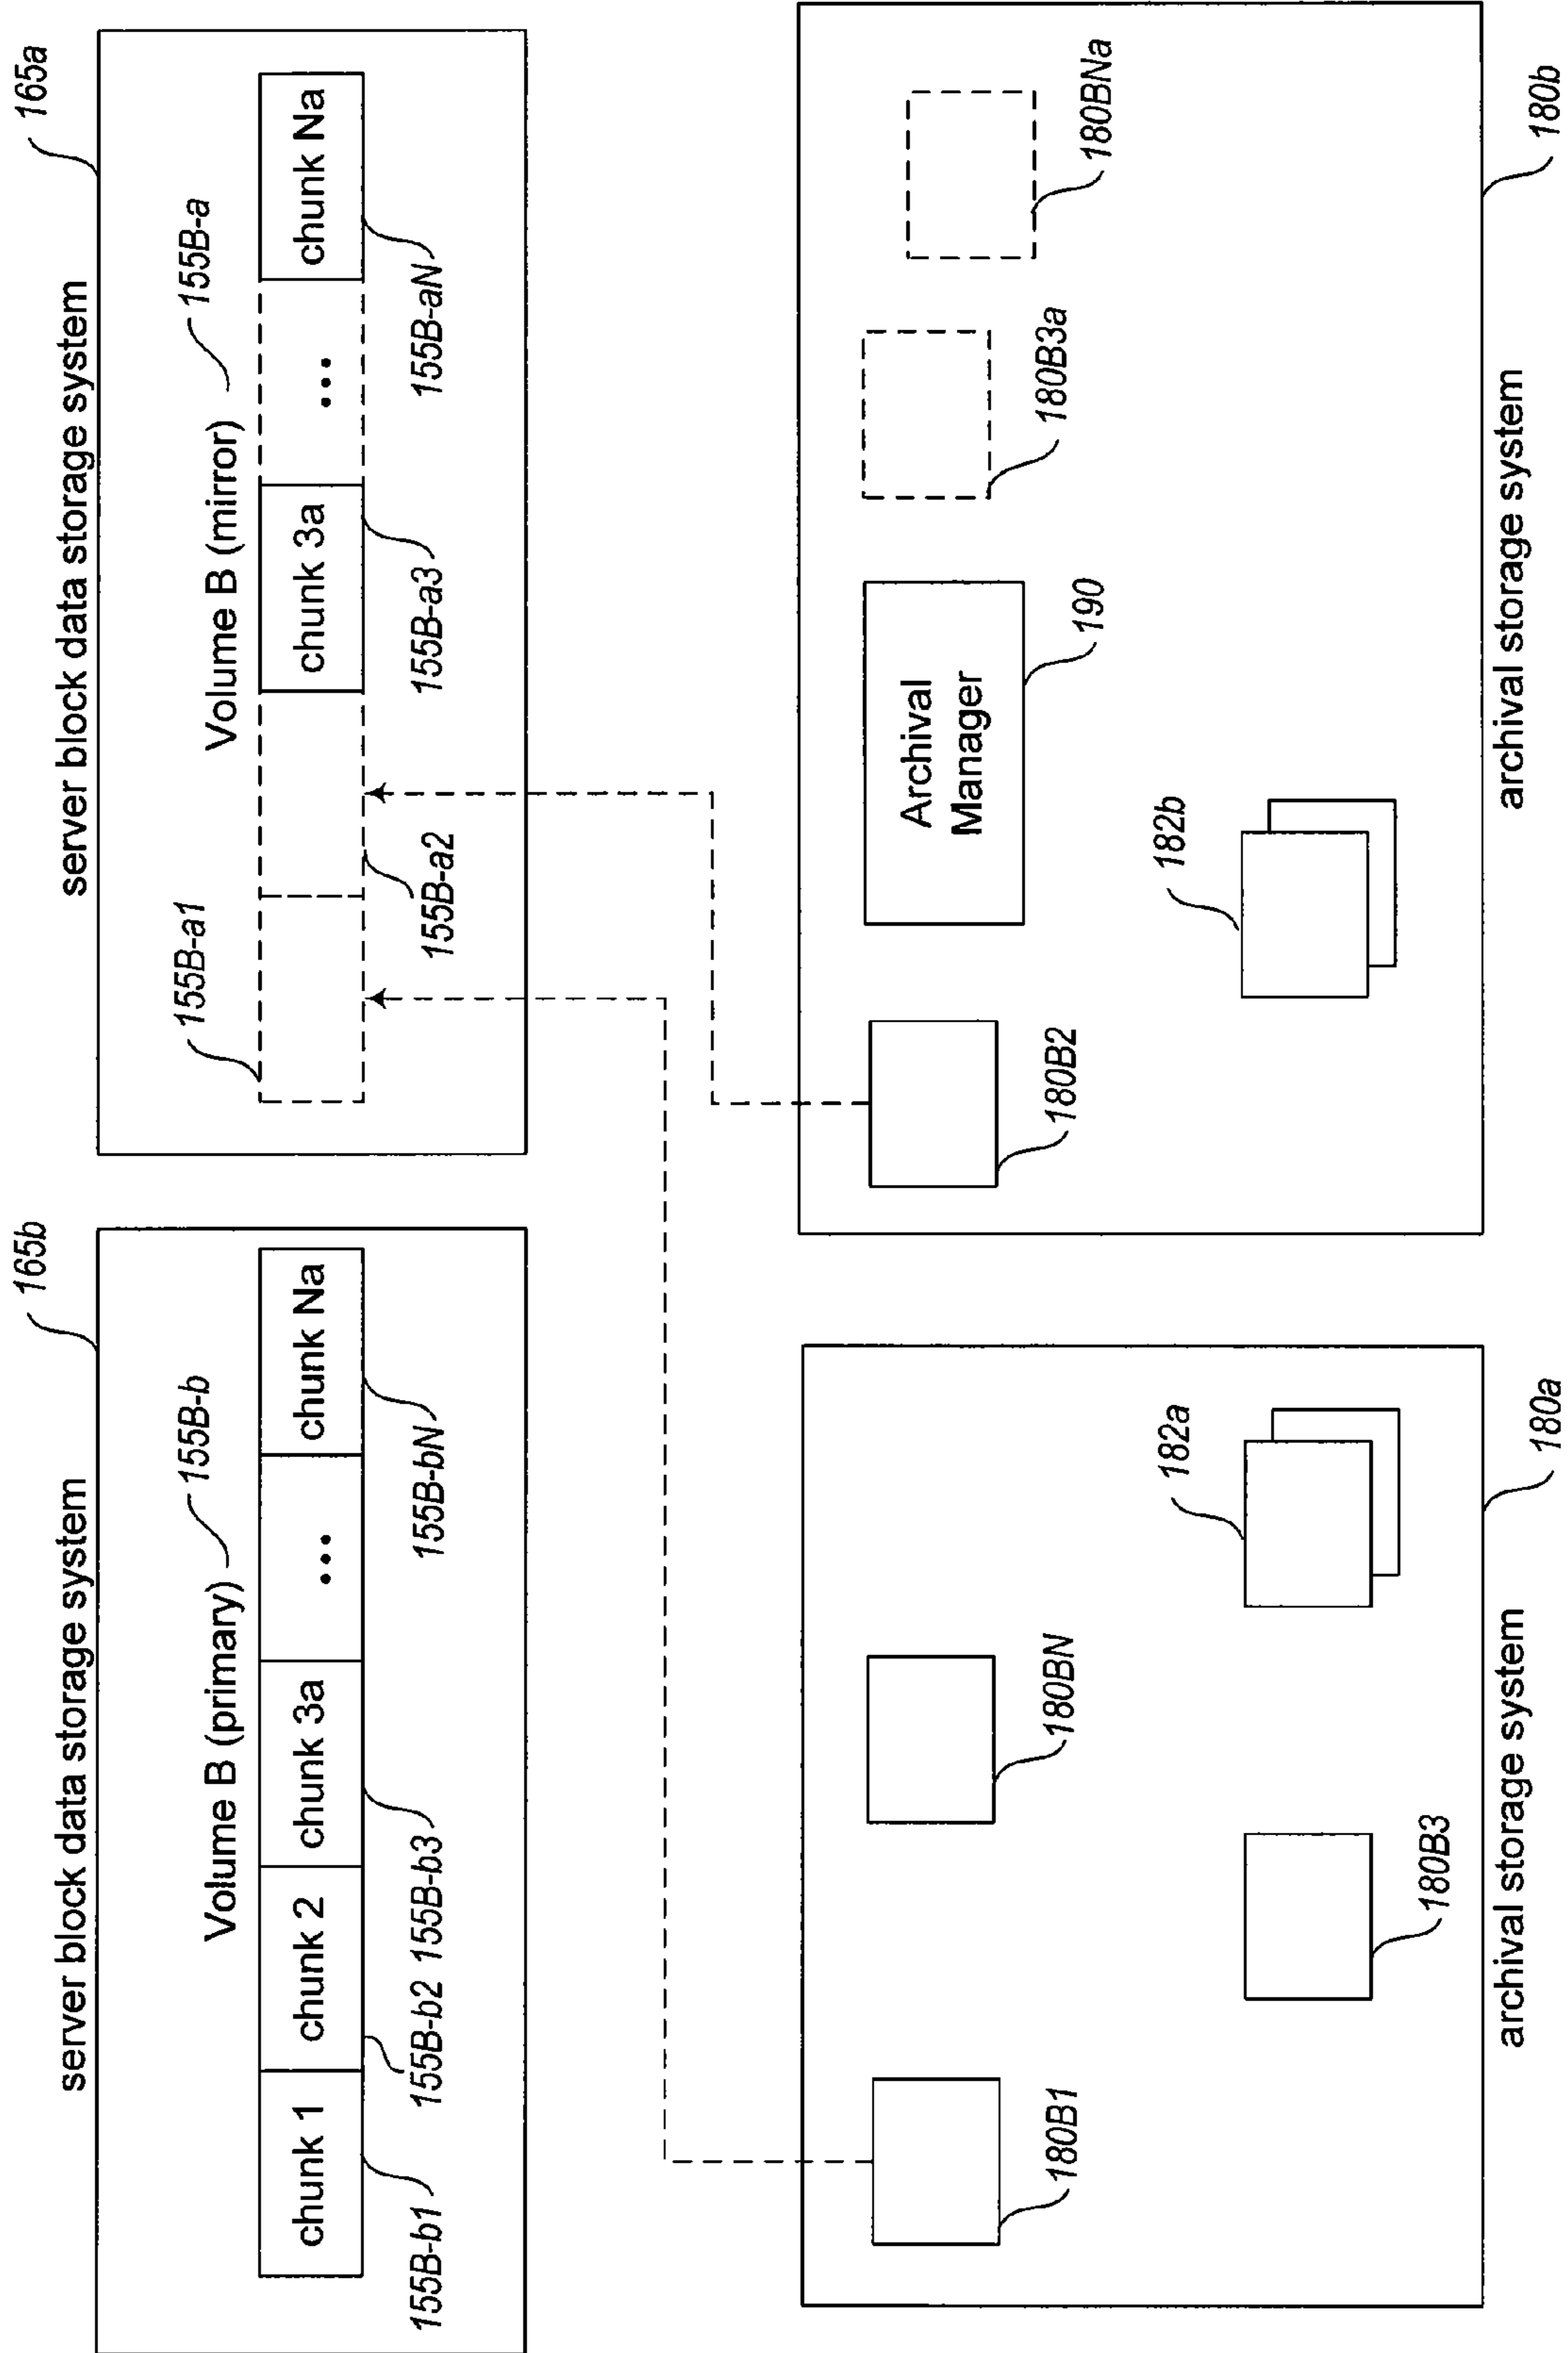 server block data storage system
165b
Volume B (primary)
155B-b
chunk 1
chunk 2
chunk 3a
...
chunk Na
155B-b1
155B-b2
155B-b3
155B-bN
server block data storage system
165a
155B-a1
Volume B (mirror)
155B-a
chunk 3a
...
chunk Na
155B-a2
155B-a3
155B-aN
180B1
180BN
180B3
182a
archival storage system
180a
180B2
Archival
Manager
190
180B3a
180BNa
182b
archival storage system
180b